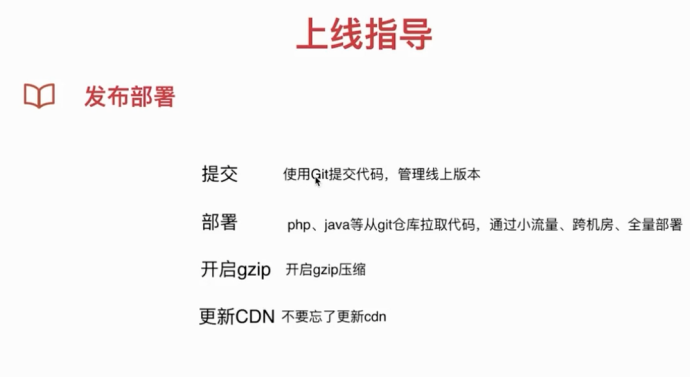 上线指导
发布部署
提交 使用Git提交代码，管理线上版本
部署 php、java等从git仓库拉取代码，通过小流量、跨机房、全量部署
开启gzip 开启gzip压缩
更新CDN 不要忘了更新cdn